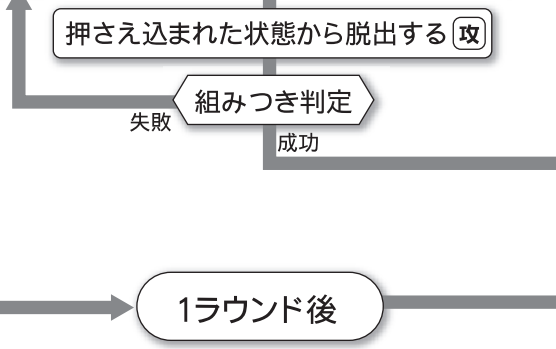 押さえ込まれた状態から脱出する 攻
組みつき判定
失敗
成功
1ラウンド後